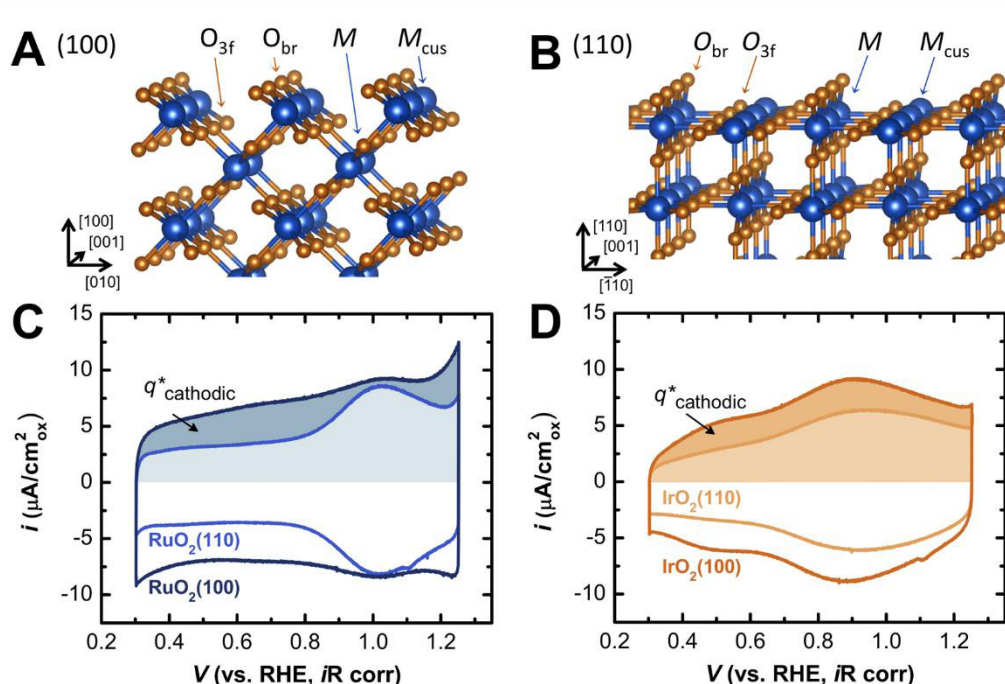 A (100) O3f Obr M Mcus
[100]
[001]
[010]
B (110) Obr O3f M Mcus
[110]
[001]
[1̄10]
C
15
10
5
0
-5
-10
i (μA/cm²ox)
q*cathodic
RuO2(110)
RuO2(100)
0.2 0.4 0.6 0.8 1.0 1.2
V (vs. RHE, iR corr)
D
15
10
5
0
-5
-10
i (μA/cm²ox)
q*cathodic
IrO2(110)
IrO2(100)
0.2 0.4 0.6 0.8 1.0 1.2
V (vs. RHE, iR corr)